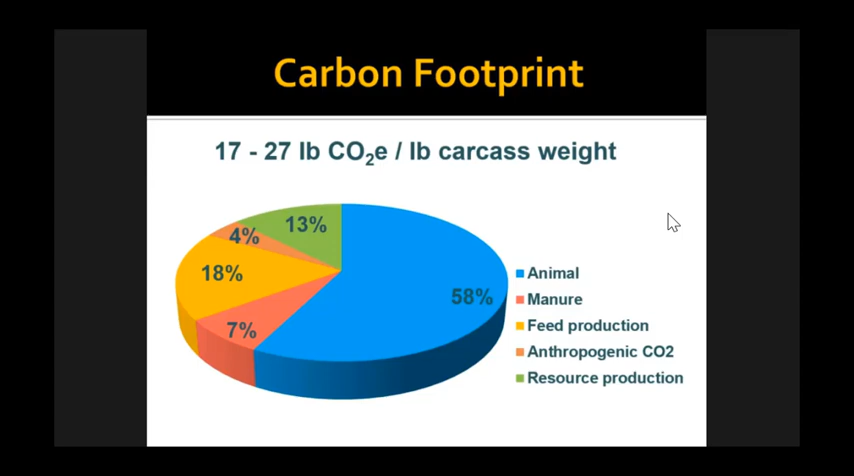 Carbon Footprint
17 - 27 lb CO₂e / lb carcass weight
13%
4%
18%
58%
7%
Animal
Manure
Feed production
Anthropogenic CO2
Resource production